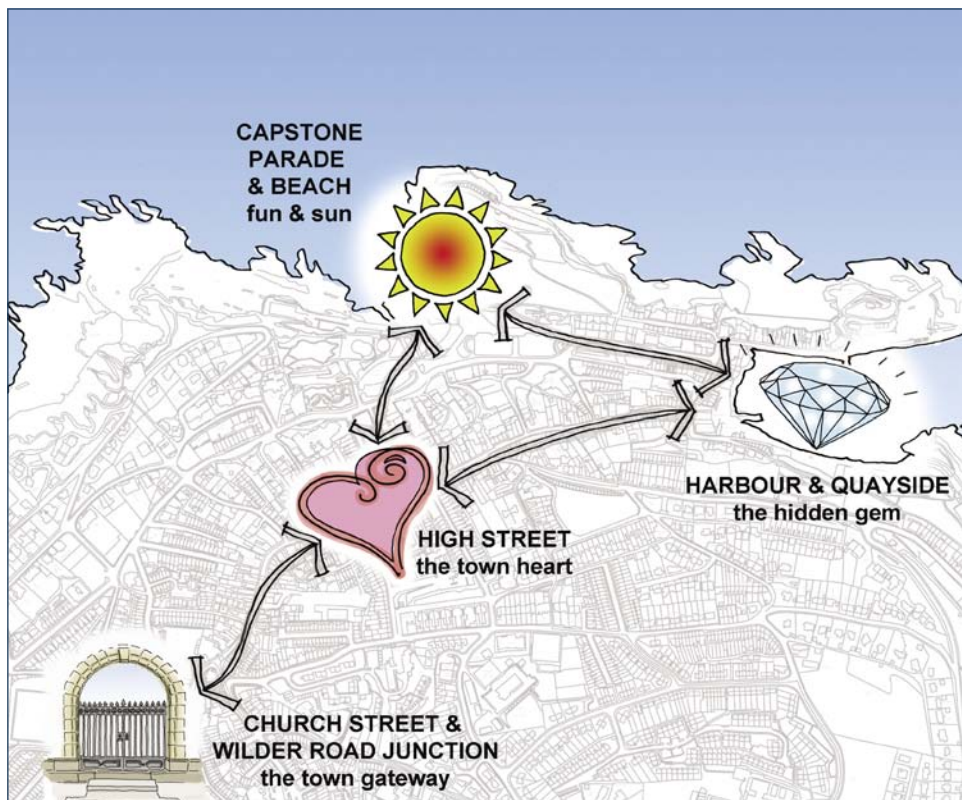 CAPSTONE
PARADE
& BEACH
fun & sun
HARBOUR & QUAYSIDE
the hidden gem
HIGH STREET
the town heart
CHURCH STREET &
WILDER ROAD JUNCTION
the town gateway